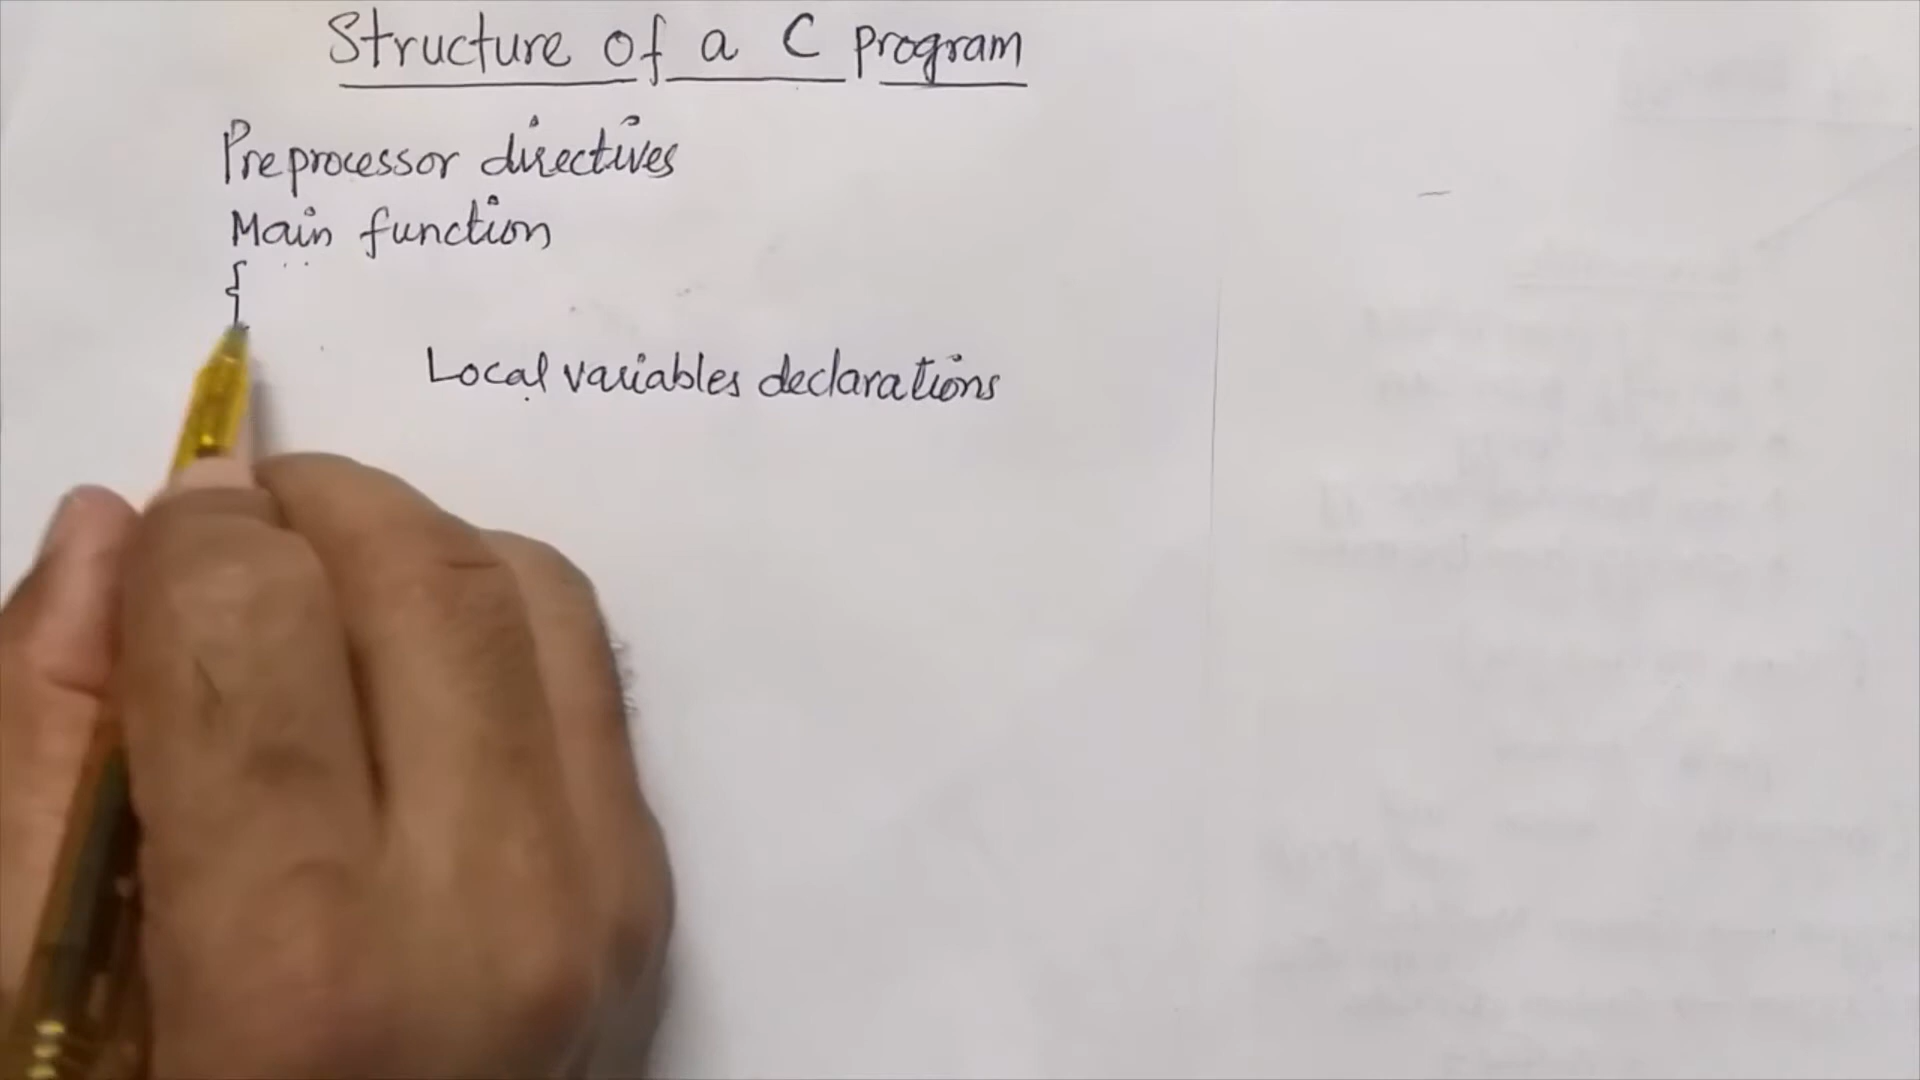 Structure of a C program
Preprocessor directives
Main function
{
Local variables declarations